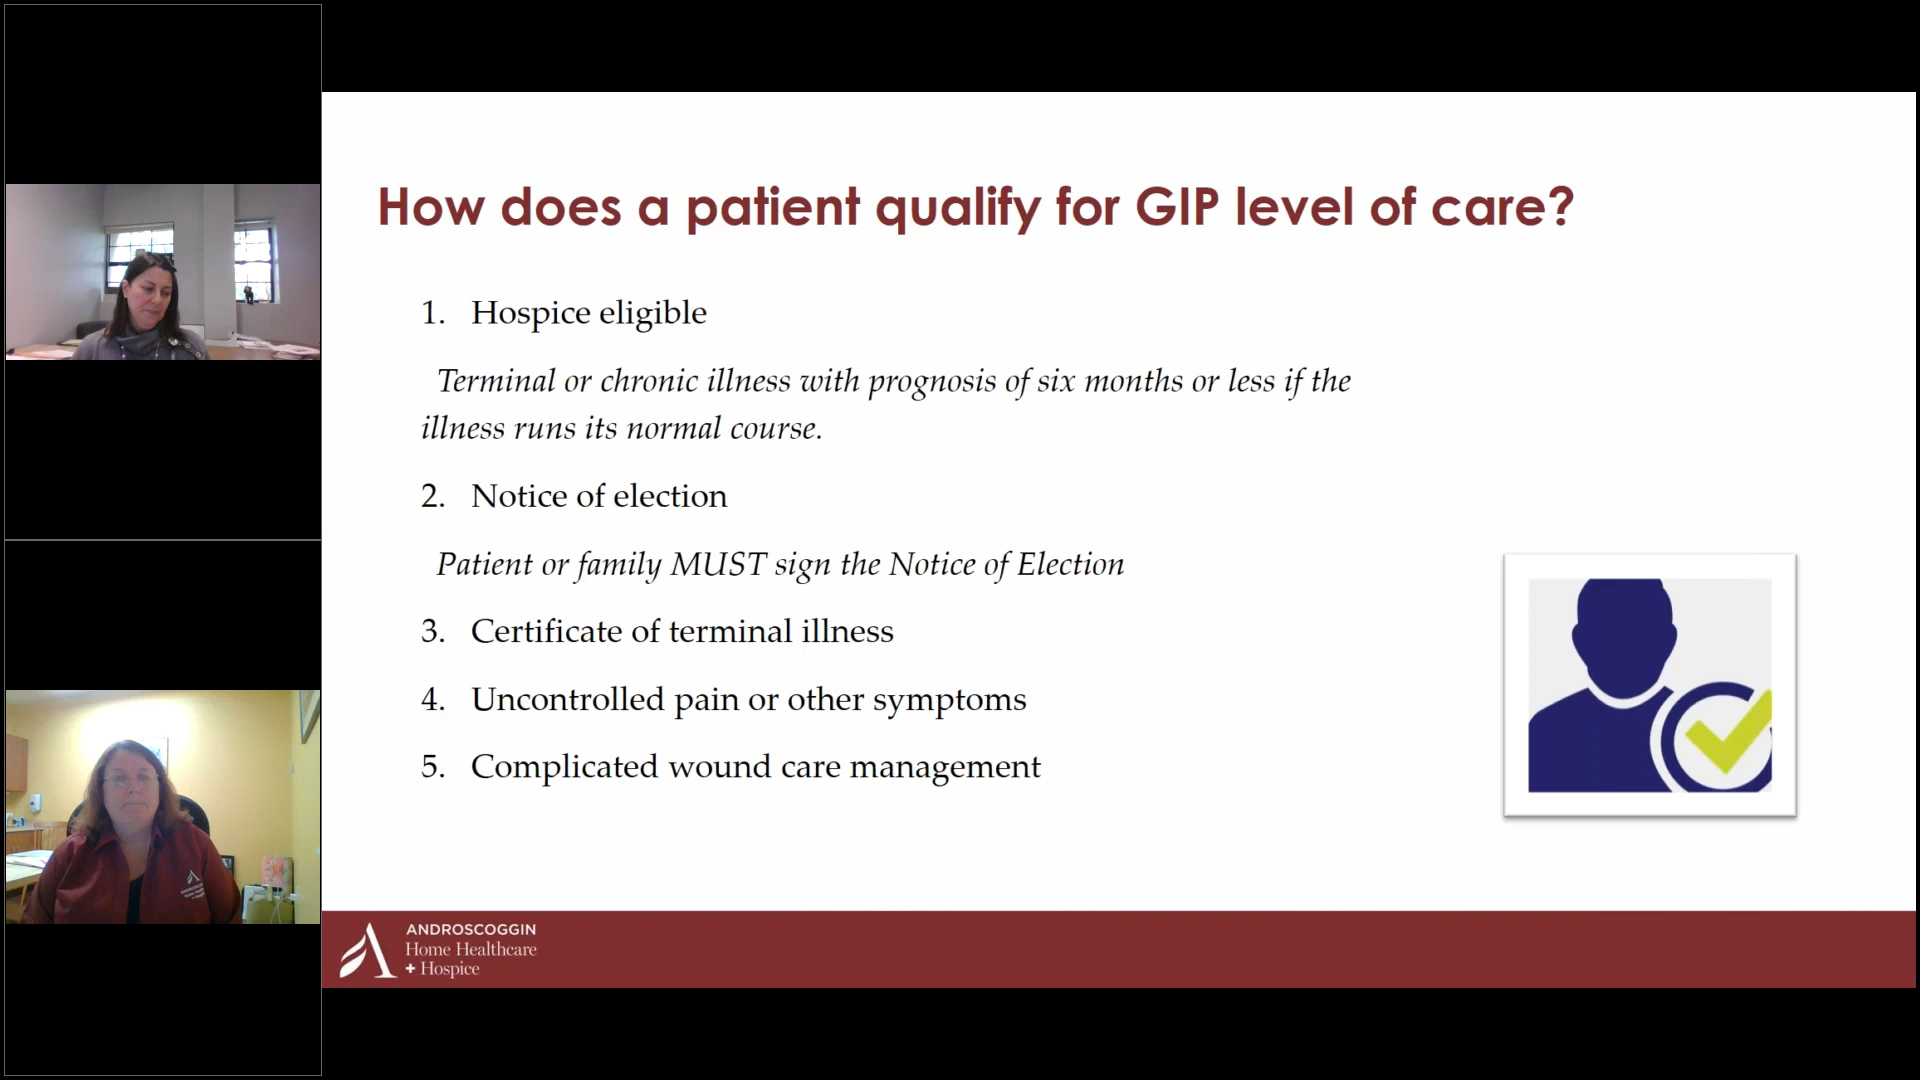 How does a patient qualify for GIP level of care?
1. Hospice eligible
Terminal or chronic illness with prognosis of six months or less if the
illness runs its normal course.
2. Notice of election
Patient or family MUST sign the Notice of Election
3. Certificate of terminal illness
4. Uncontrolled pain or other symptoms
5. Complicated wound care management
ANDROSCOGGIN
Home Healthcare
+ Hospice